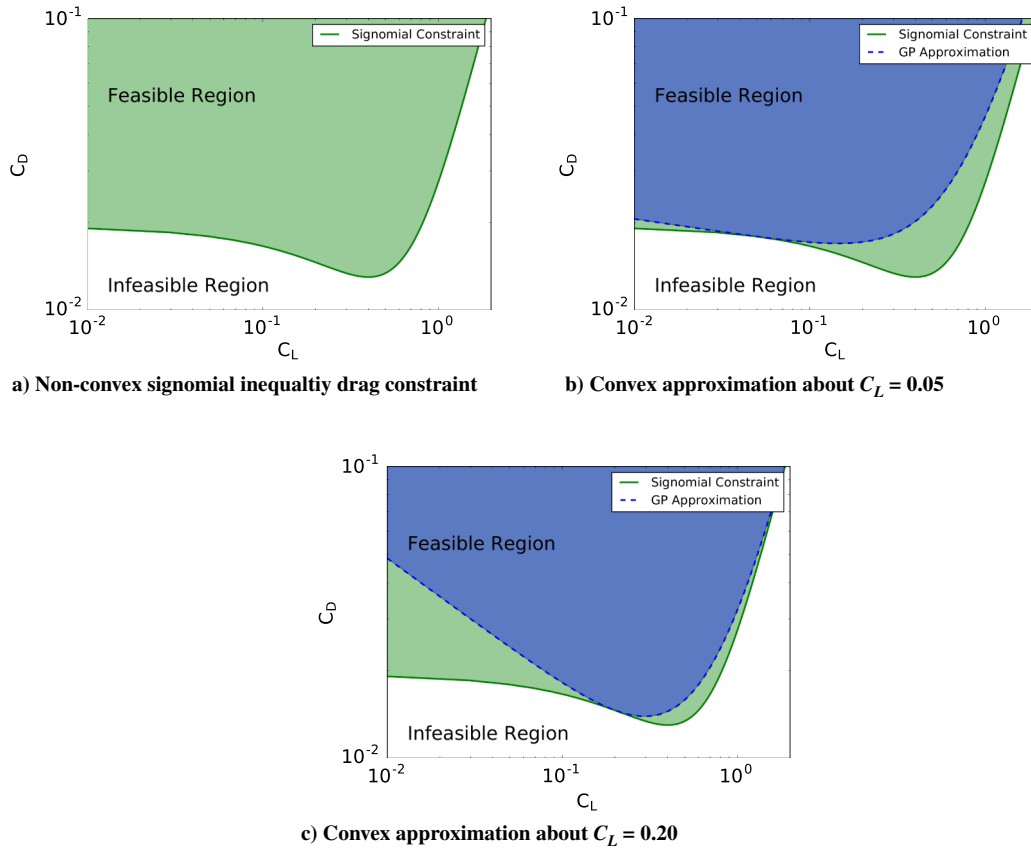 10^-1
Signomial Constraint
Feasible Region
C_D
Infeasible Region
10^-2
10^-2 10^-1 10^0
C_L
a) Non-convex signomial inequaltiy drag constraint
10^-1
Signomial Constraint
GP Approximation
Feasible Region
C_D
Infeasible Region
10^-2
10^-2 10^-1 10^0
C_L
b) Convex approximation about C_L = 0.05
10^-1
Signomial Constraint
GP Approximation
Feasible Region
C_D
Infeasible Region
10^-2
10^-2 10^-1 10^0
C_L
c) Convex approximation about C_L = 0.20